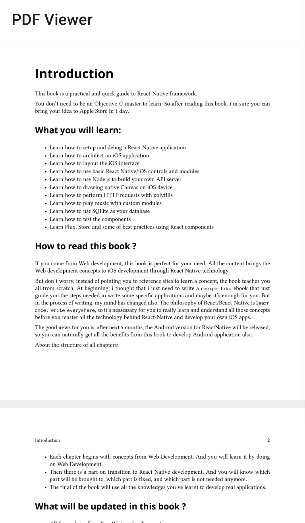 PDF Viewer
Introduction
This book is a practical and quick guide to React Native framework.
You don't need to be an Objective-C master to learn. So after reading this book, i'm sure you can
bring your idea to Apple Store in 1 day.
What you will learn:
• Learn how to setup and debug a React Native application
• Learn how to architect an iOS application
• Learn how to layout the iOS interface
• Learn how to use basic React Native/iOS controls and modules
• Learn how to use Node.js to build your own API server
• Learn how to drawing native Canvas on iOS device
• Learn how to perform HTTP requests with polyfills
• Learn how to play music with custom modules
• Learn how to use SQLite as your database
• Learn how to test the components
• Learn Flux, Store and some of best practices using React components
How to read this book ?
If you come from Web development, this book is perfect for your need. All the content brings the
Web development concepts to iOS development through React Native technology.
But don't worry, instead of pointing you to reference sites to learn a concept, the book teaches you
all from scratch. At beginning, i thought that i just need to write a recipe-like ebook that just
guide you the steps needed to write some specific applications and maybe it's enough for you. But
in the process of writing, my mind has changed also. The philosophy of React/React Native is learn
once, write everywhere, so it's nessessary for you to really learn and understand all those concepts
before you master all the technology behind React-Native and develop your own iOS apps.
The good news for you is: after next 2 months, the Android version for ReactNative will be released,
so you can naturally get all the benefits from this book to develop Android application also.
About the structure of all chapters:
Introduction 2
• Each chapter begins with concepts from Web Development. And you will learn it by doing
on Web Development.
• Then there is a part on transition to React Native development. And you will know which
part will be brought to, which part is fixed, and which part is not needed anymore.
• The final of the book will use all the knowledges you've learnt to develop real applications.
What will be updated in this book ?